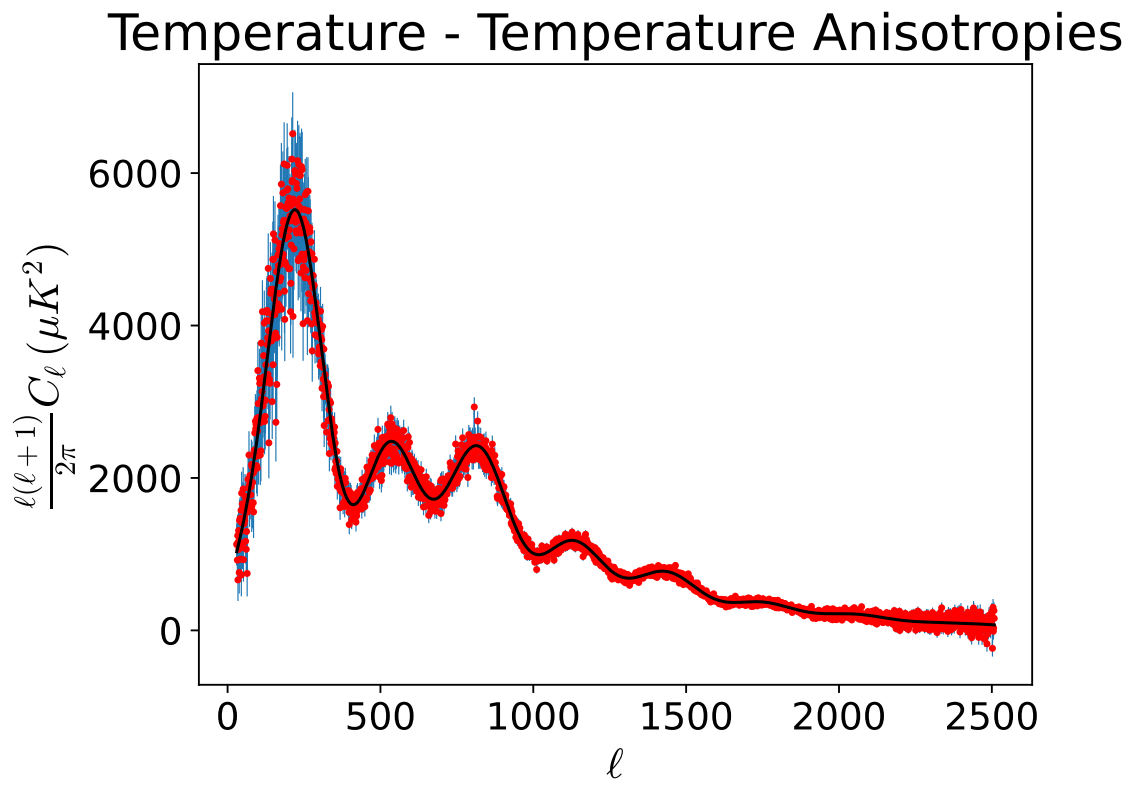 Temperature - Temperature Anisotropies
6000
4000
2000
0
ℓ(ℓ+1)/2π C_ℓ (μK²)
0 500 1000 1500 2000 2500
ℓ